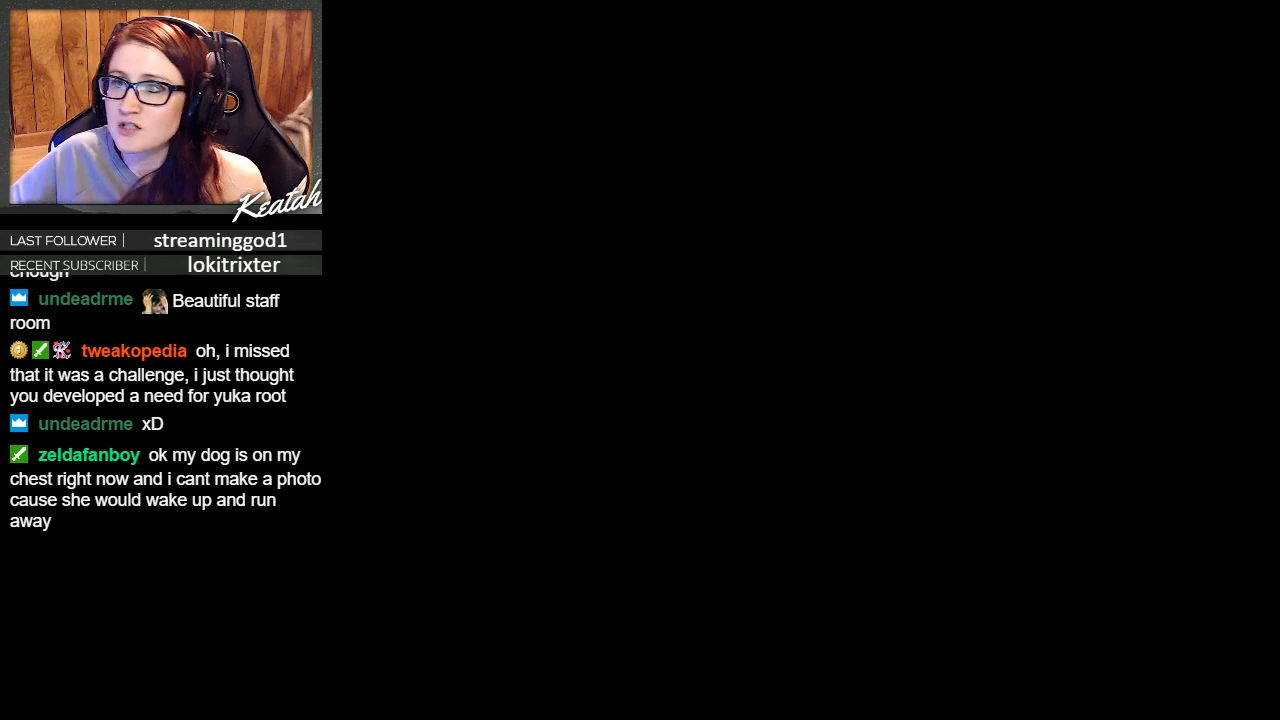 Keatah
LAST FOLLOWER | streaminggod1
RECENT SUBSCRIBER | lokitrixter
enough
undeadrme Beautiful staff
room
tweakopedia oh, i missed
that it was a challenge, i just thought
you developed a need for yuka root
undeadrme xD
zeldafanboy ok my dog is on my
chest right now and i cant make a photo
cause she would wake up and run
away